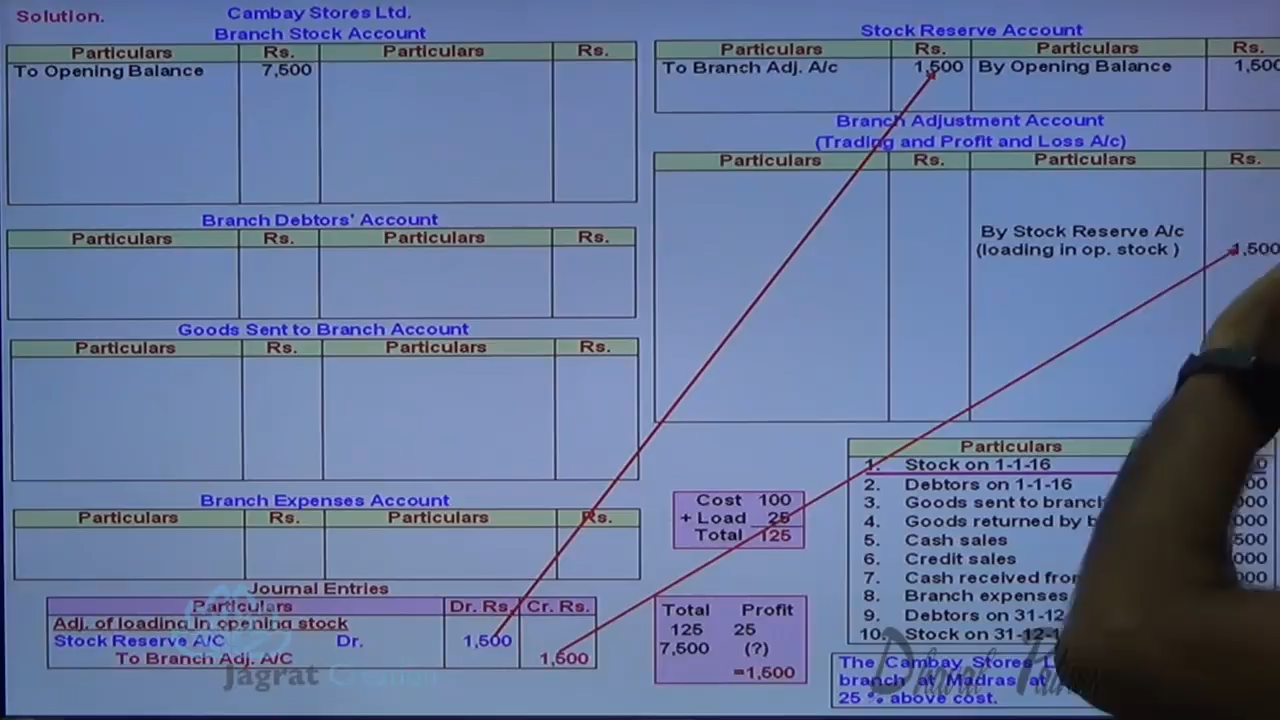 Solution.
Cambay Stores Ltd.
Branch Stock Account
Particulars Rs. Particulars Rs.
To Opening Balance 7,500
Branch Debtors' Account
Particulars Rs. Particulars Rs.
Goods Sent to Branch Account
Particulars Rs. Particulars Rs.
Branch Expenses Account
Particulars Rs. Particulars Rs.
Journal Entries
Particulars Dr. Rs. Cr. Rs.
Adj. of loading in opening stock
Stock Reserve A/C Dr. 1,500
To Branch Adj. A/C 1,500
Jagrat
Stock Reserve Account
Particulars Rs. Particulars Rs.
To Branch Adj. A/c 1,500 By Opening Balance 1,500
Branch Adjustment Account
(Trading and Profit and Loss A/c)
Particulars Rs. Particulars Rs.
By Stock Reserve A/c
(loading in op. stock ) 1,500
Cost 100
+ Load 25
Total 125
Total Profit
125 25
7,500 (?)
=1,500
Particulars
1. Stock on 1-1-16
2. Debtors on 1-1-16
3. Goods sent to branch
4. Goods returned by
5. Cash sales
6. Credit sales
7. Cash received
8. Branch expenses
9. Debtors on 31-12
10. Stock on 31-12-1
The Cambay Stores
branch at Madras at
25 % above cost.